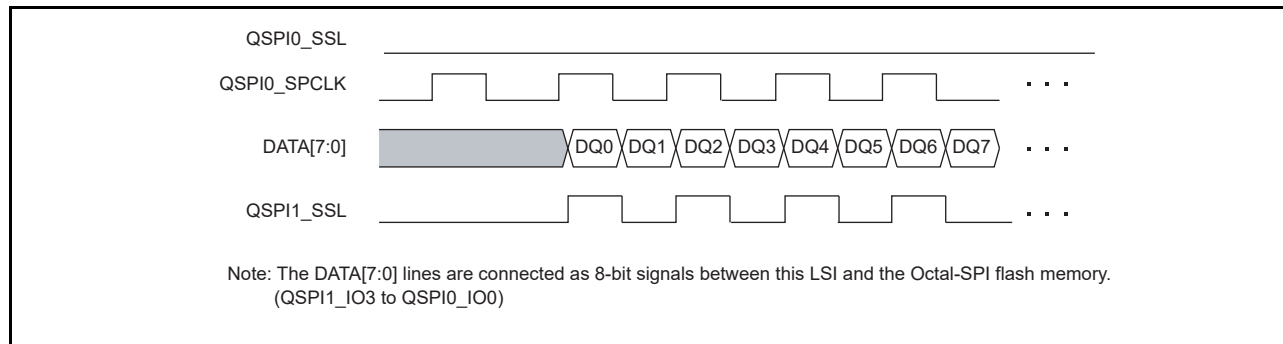 QSPI0_SSL
QSPI0_SPCLK
. . .
DATA[7:0]
DQ0 DQ1 DQ2 DQ3 DQ4 DQ5 DQ6 DQ7 . . .
QSPI1_SSL
. . .
Note: The DATA[7:0] lines are connected as 8-bit signals between this LSI and the Octal-SPI flash memory.
(QSPI1_IO3 to QSPI0_IO0)